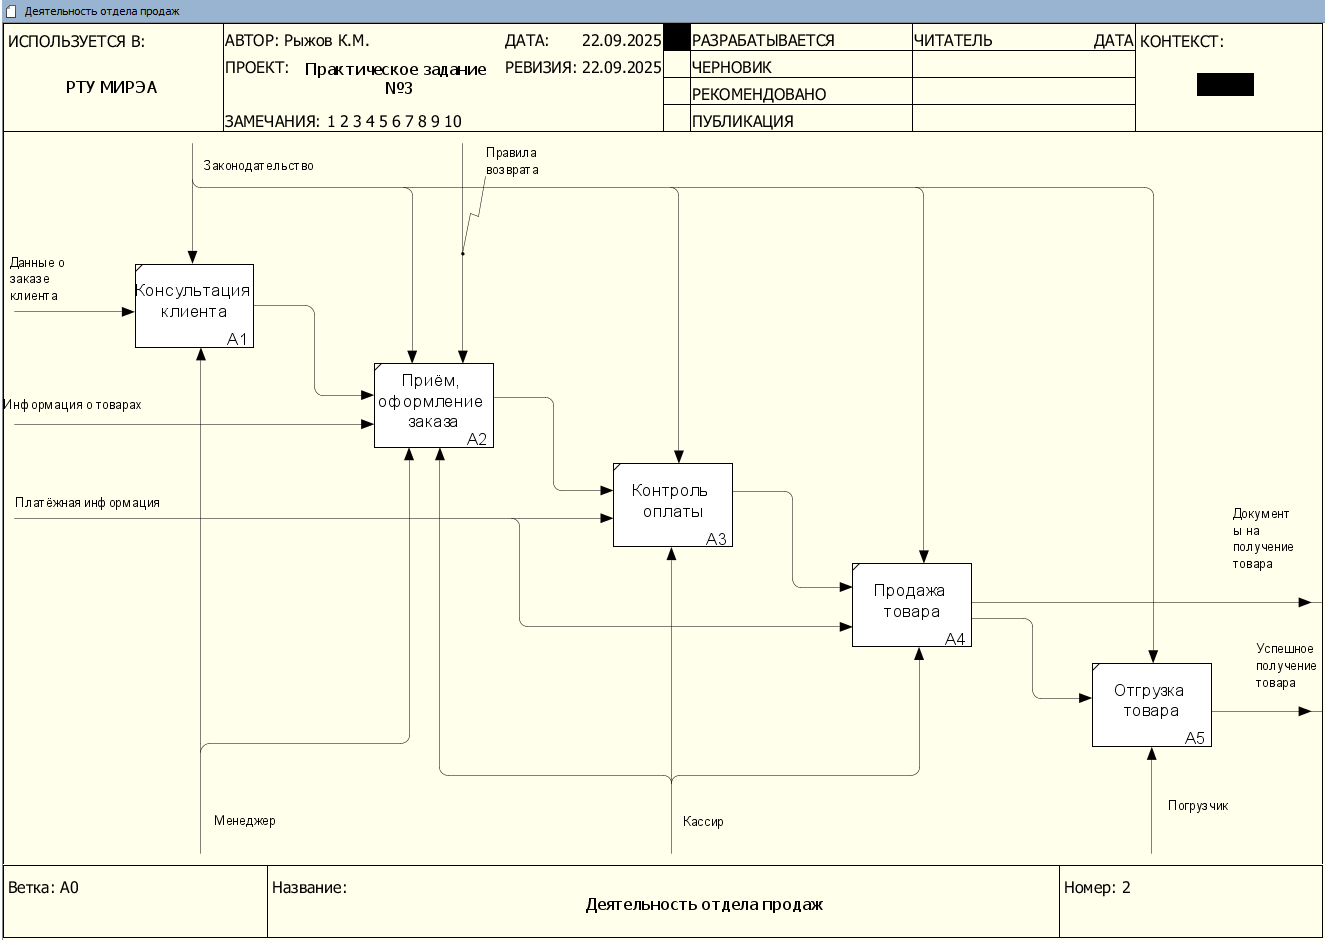 Деятельность отдела продаж
ИСПОЛЬЗУЕТСЯ В:
РТУ МИРЭА
АВТОР: Рыжов К.М.
ДАТА: 22.09.2025
ПРОЕКТ: Практическое задание
№3
РЕВИЗИЯ: 22.09.2025
ЗАМЕЧАНИЯ: 1 2 3 4 5 6 7 8 9 10
РАЗРАБАТЫВАЕТСЯ
ЧЕРНОВИК
РЕКОМЕНДОВАНО
ПУБЛИКАЦИЯ
ЧИТАТЕЛЬ ДАТА
КОНТЕКСТ:
Законодательство
Правила
возврата
Данные о
заказе
клиента
Консультация
клиента
A1
Информация о товарах
Приём,
оформление
заказа
A2
Платёжная информация
Контроль
оплаты
A3
Документ
ы на
получение
товара
Продажа
товара
A4
Успешное
получение
товара
Отгрузка
товара
A5
Менеджер
Кассир
Погрузчик
Ветка: A0
Название:
Деятельность отдела продаж
Номер: 2